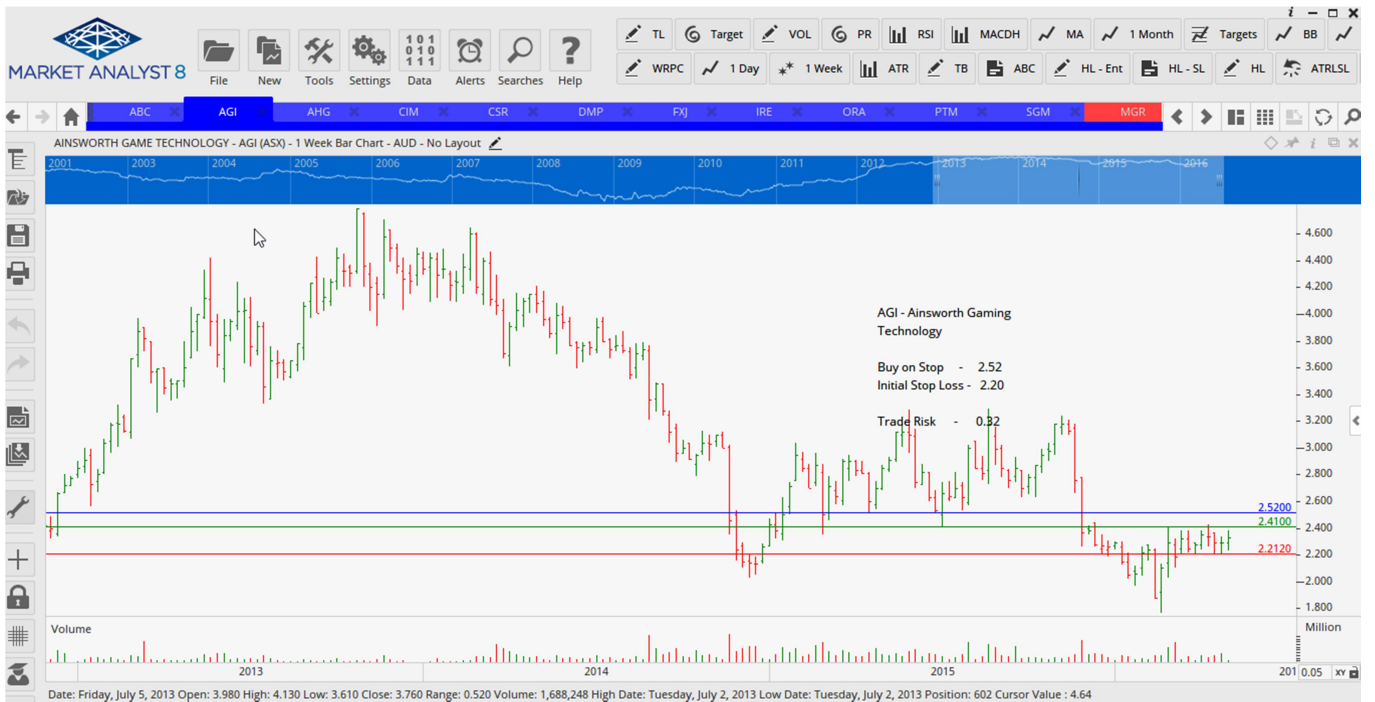 i
TL Target VOL PR RSI MACDH MA 1 Month Targets BB
WRPC 1 Day 1 Week ATR TB ABC HL - Ent HL - SL HL ATRLSL
MARKET ANALYST 8
101
010
111
?
File New Tools Settings Data Alerts Searches Help
ABC AGI AHG CIM CSR DMP FXJ IRE ORA PTM SGM MGR
AINSWORTH GAME TECHNOLOGY - AGI (ASX) - 1 Week Bar Chart - AUD - No Layout
i
2001 2003 2004 2005 2006 2007 2008 2009 2010 2011 2012 2013 2014 2015 2016
4.600
4.400
4.200
4.000
3.800
3.600
3.400
3.200
3.000
2.800
2.600
2.400
2.200
2.000
1.800
AGI - Ainsworth Gaming
Technology
Buy on Stop - 2.52
Initial Stop Loss - 2.20
Trade Risk - 0.32
2.5200
2.4100
2.2120
Volume
Million
2013 2014 2015 201 0.05 XY
Date: Friday, July 5, 2013 Open: 3.980 High: 4.130 Low: 3.610 Close: 3.760 Range: 0.520 Volume: 1,688,248 High Date: Tuesday, July 2, 2013 Low Date: Tuesday, July 2, 2013 Position: 602 Cursor Value : 4.64